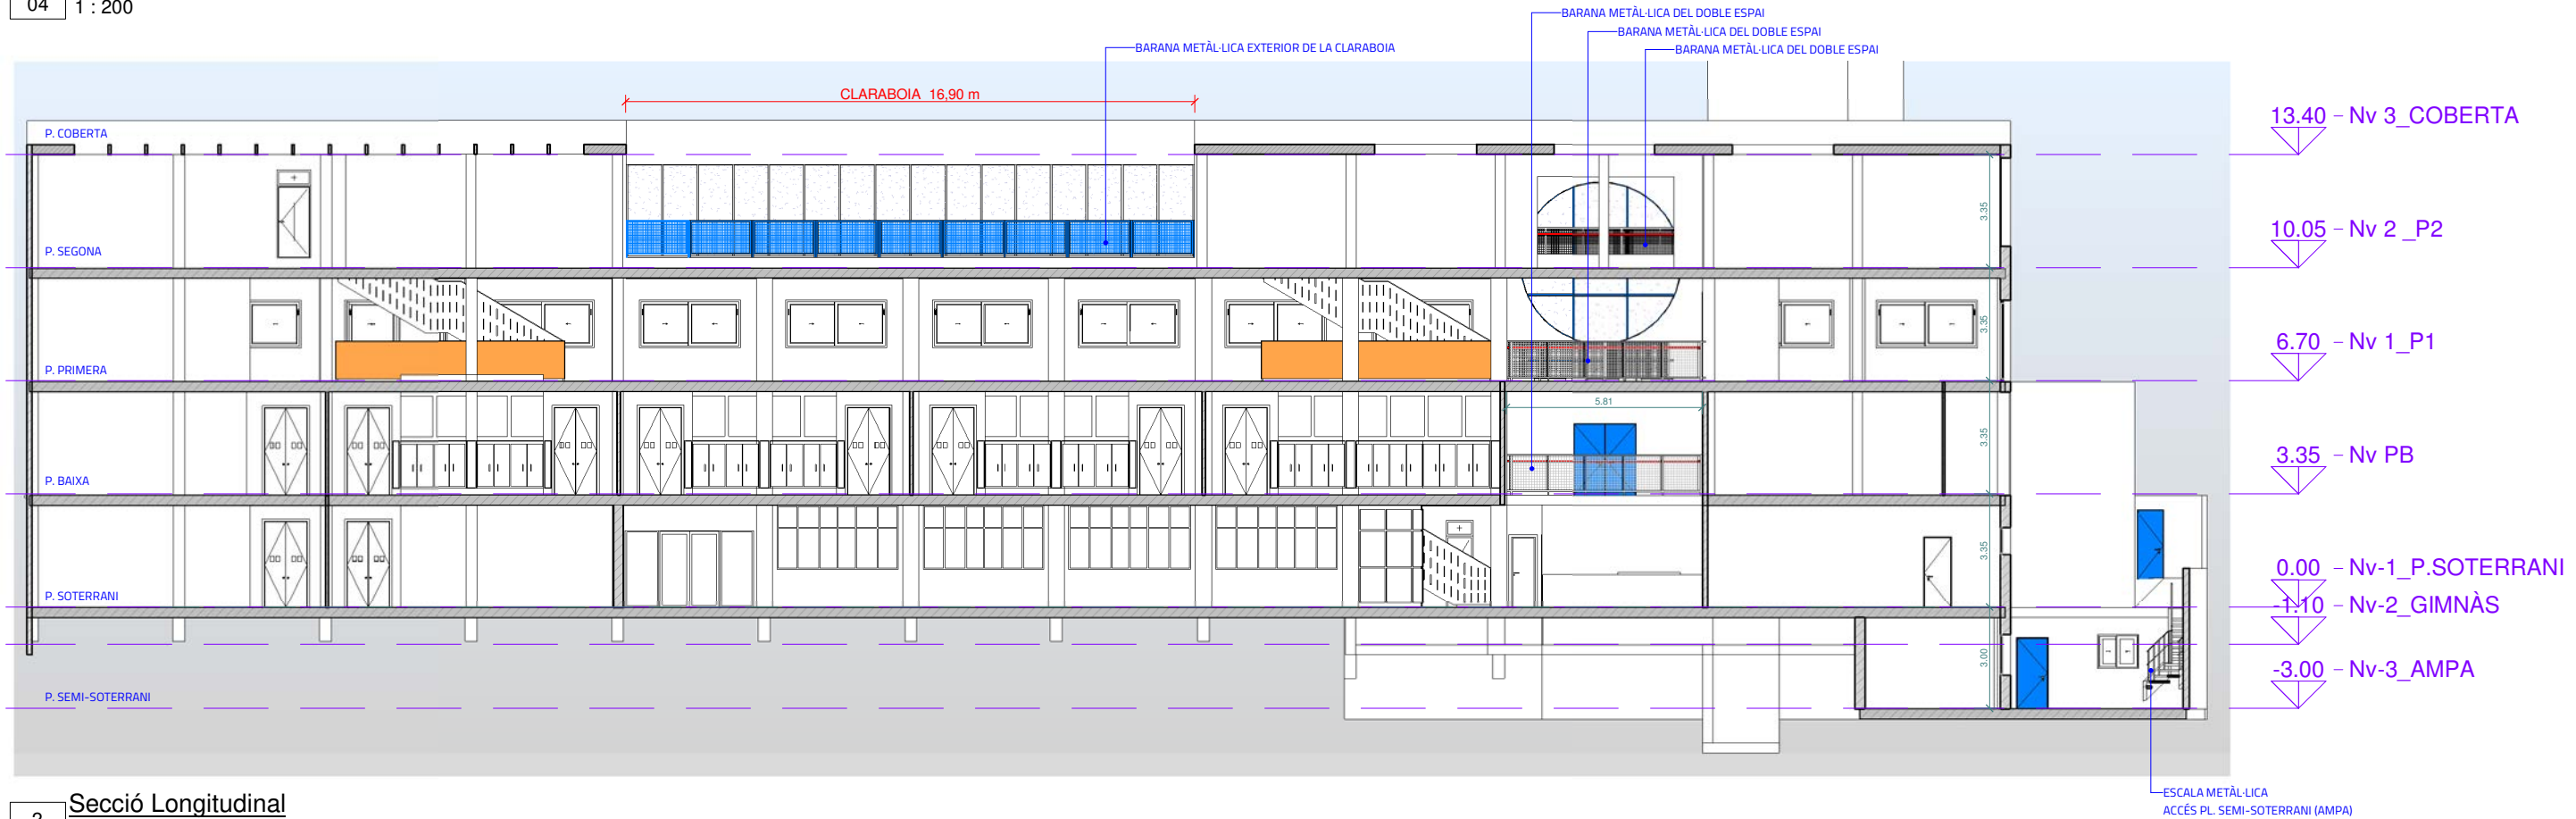 04
1 : 200
BARANA METÀL·LICA DEL DOBLE ESPAI
BARANA METÀL·LICA DEL DOBLE ESPAI
BARANA METÀL·LICA EXTERIOR DE LA CLARABOIA
BARANA METÀL·LICA DEL DOBLE ESPAI
CLARABOIA 16,90 m
13.40 - Nv 3_COBERTA
P. COBERTA
3.35
10.05 - Nv 2 _P2
P. SEGONA
3.35
6.70 - Nv 1_P1
P. PRIMERA
5.81
3.35
3.35 - Nv PB
P. BAIXA
3.35
0.00 - Nv-1_P.SOTERRANI
P. SOTERRANI
-1.10 - Nv-2_GIMNÀS
3.00
-3.00 - Nv-3_AMPA
P. SEMI-SOTERRANI
ESCALA METÀL·LICA
ACCÉS PL. SEMI-SOTERRANI (AMPA)
2
Secció Longitudinal